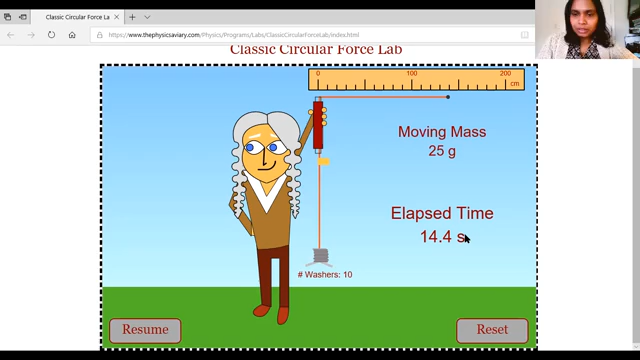 Classic Circular Force La
https://www.thephysicsaviary.com/Physics/Programs/Labs/ClassicCircularForceLab/index.html
Classic Circular Force Lab
0 100 200
cm
Moving Mass
25 g
Elapsed Time
14.4 s
# Washers: 10
Resume
Reset